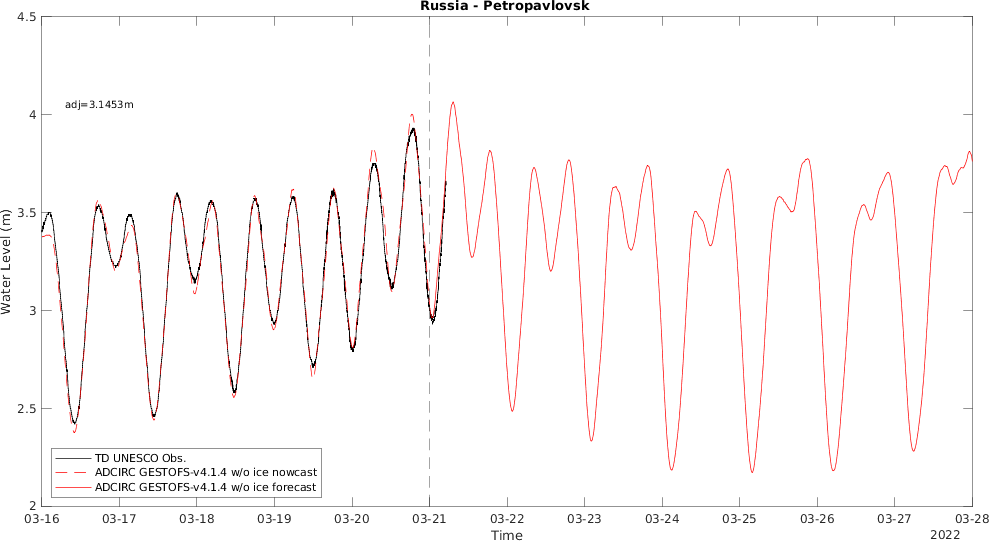 Russia - Petropavlovsk
4.5
4
3.5
3
2.5
2
Water Level (m)
adj=3.1453m
TD UNESCO Obs.
ADCIRC GESTOFS-v4.1.4 w/o ice nowcast
ADCIRC GESTOFS-v4.1.4 w/o ice forecast
03-16 03-17 03-18 03-19 03-20 03-21 03-22 03-23 03-24 03-25 03-26 03-27 03-28
Time
2022